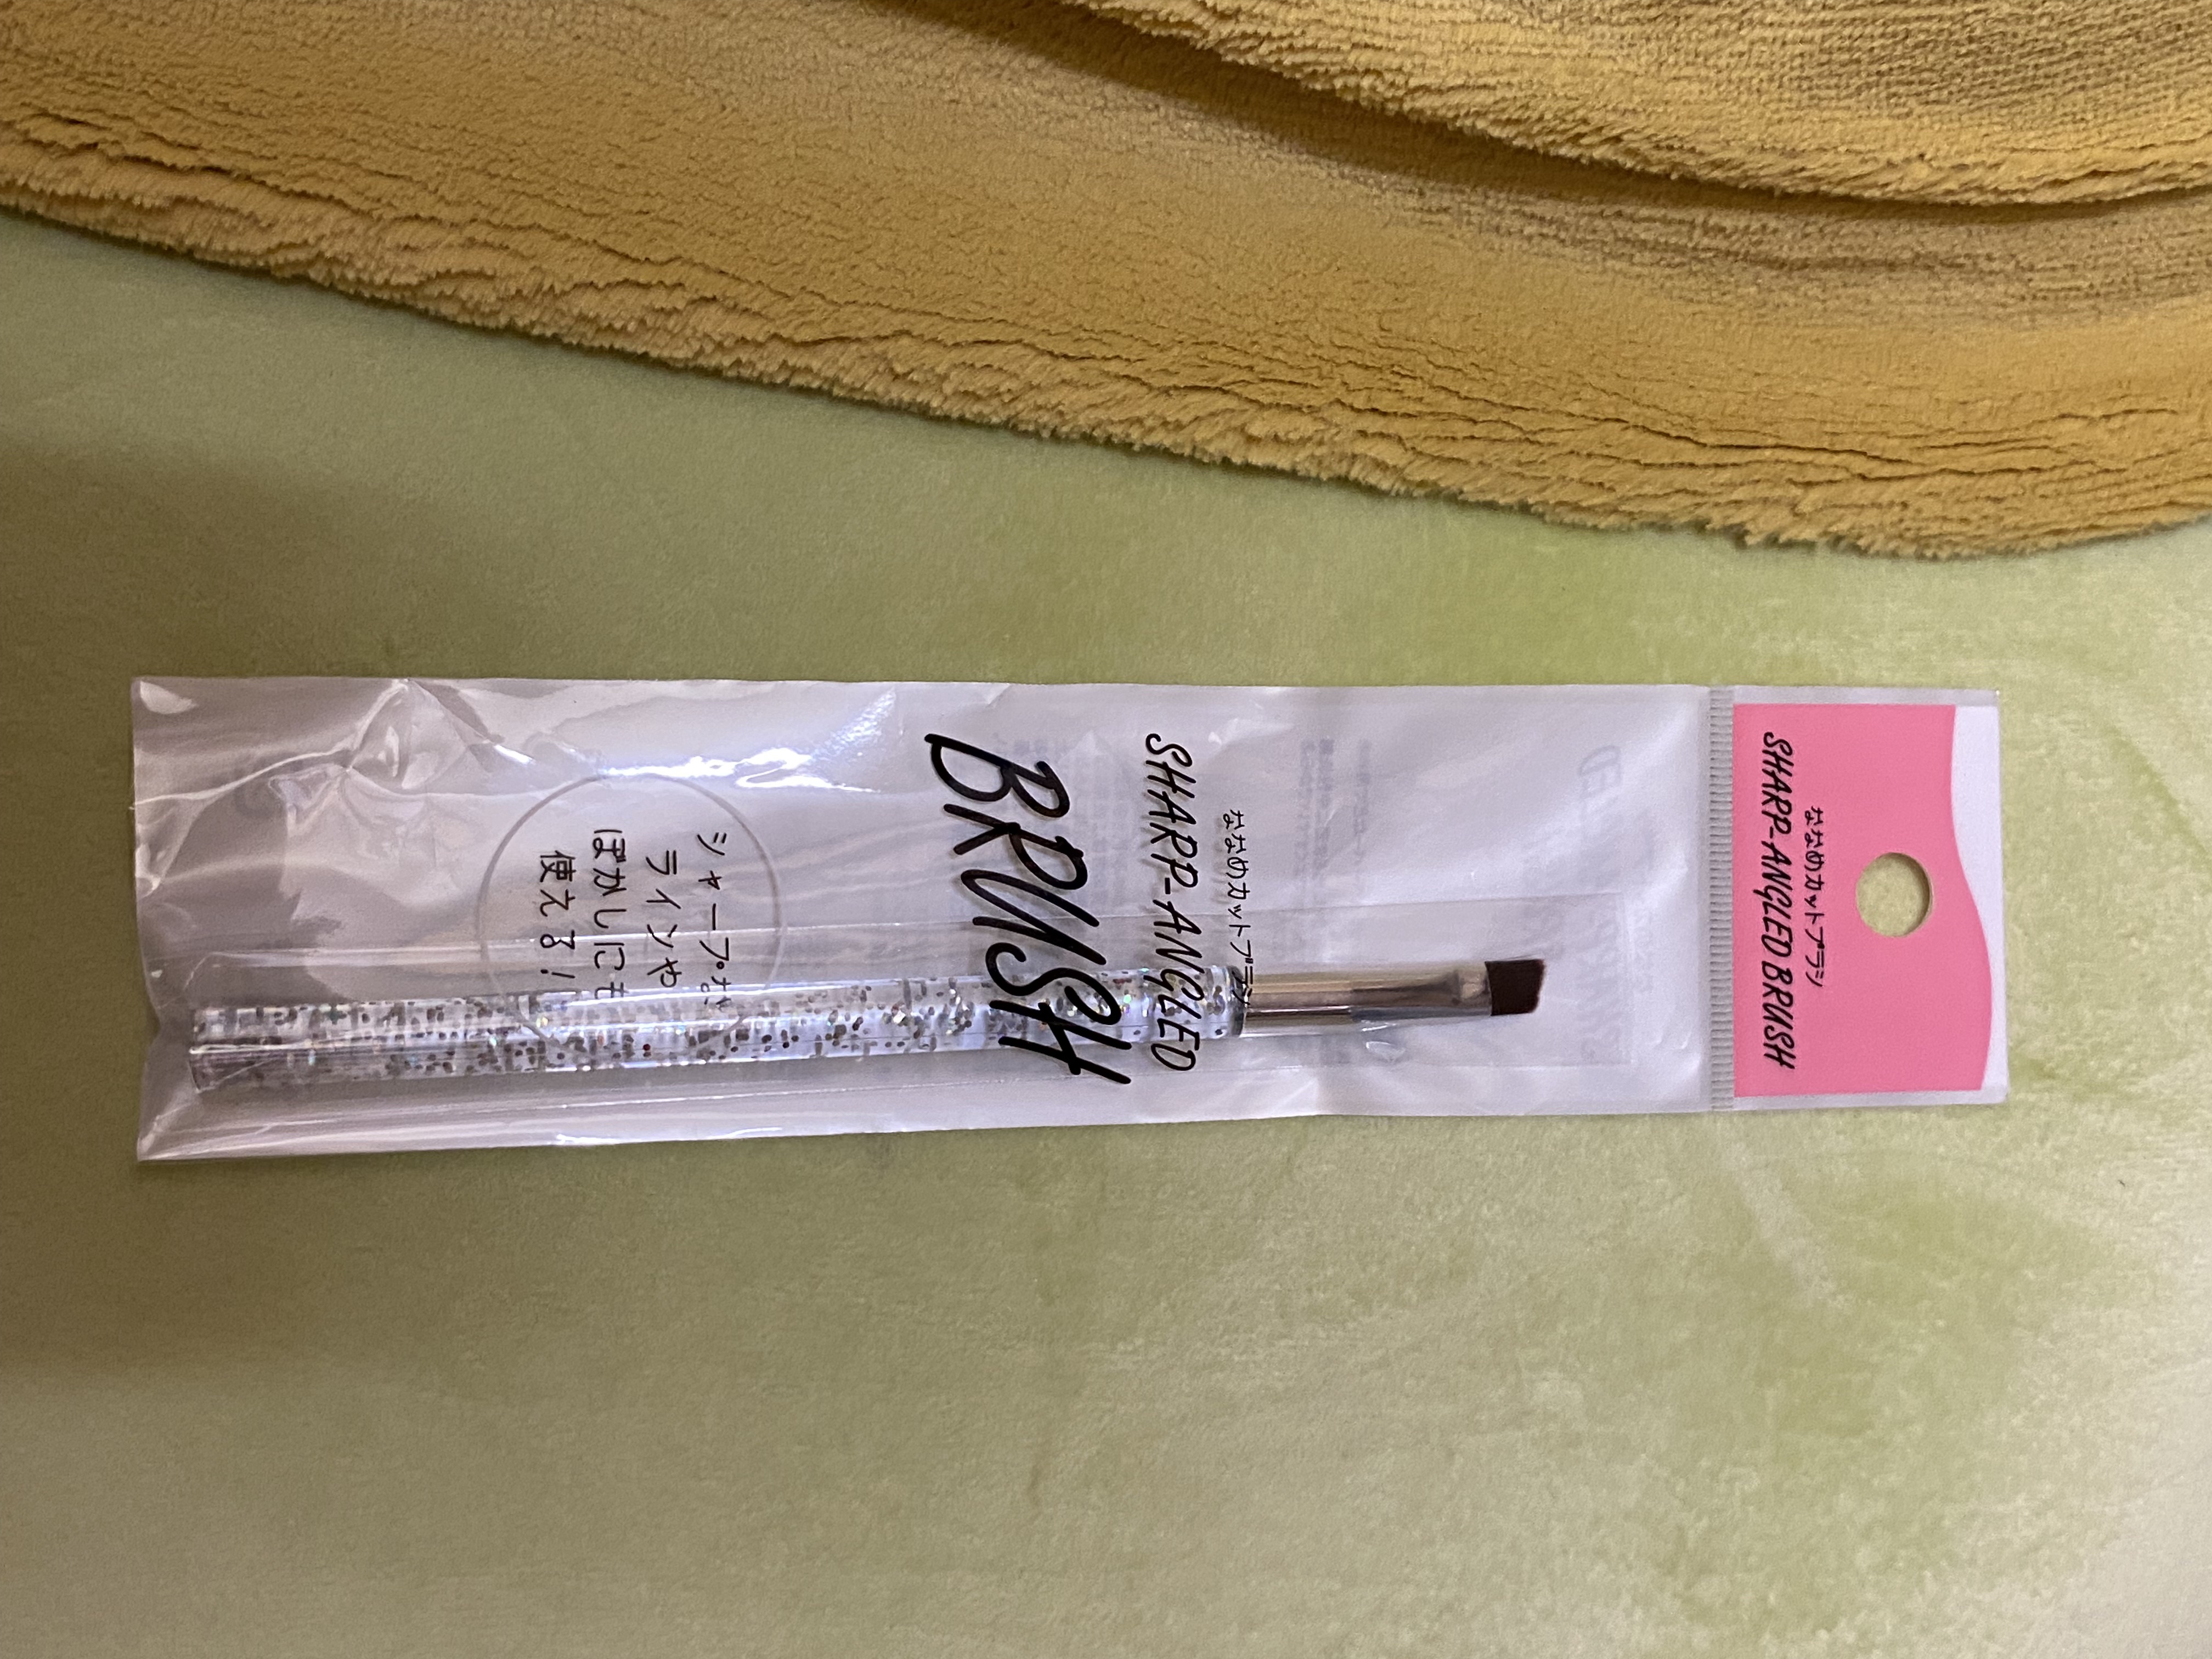 ななめカットブラシ
SHARP-ANGLED BRUSH
ななめカットブラシ
SHARP-ANGLED
BRUSH
シャープな
ラインや
ぼかしにも
使える!